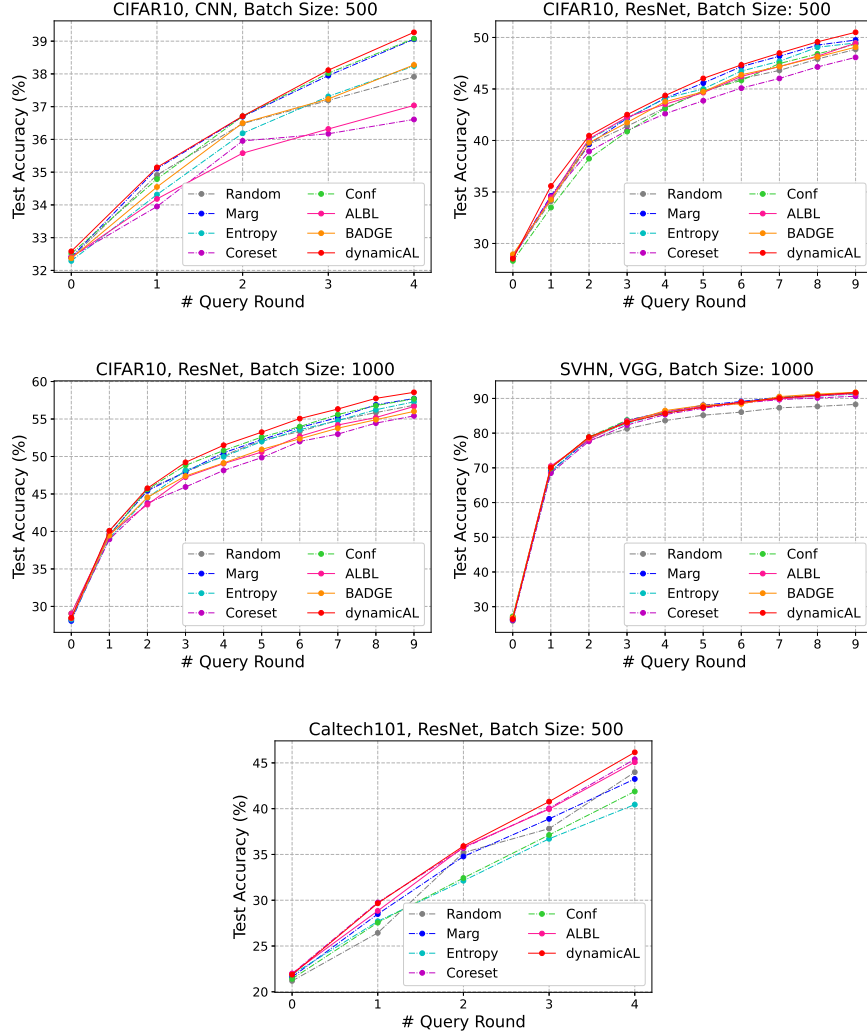 CIFAR10, CNN, Batch Size: 500
Test Accuracy (%)
39
38
37
36
35
34
33
32
0 1 2 3 4
# Query Round
Random
Marg
Entropy
Coreset
Conf
ALBL
BADGE
dynamicAL
CIFAR10, ResNet, Batch Size: 500
Test Accuracy (%)
50
45
40
35
30
0 1 2 3 4 5 6 7 8 9
# Query Round
Random
Marg
Entropy
Coreset
Conf
ALBL
BADGE
dynamicAL
CIFAR10, ResNet, Batch Size: 1000
Test Accuracy (%)
60
55
50
45
40
35
30
0 1 2 3 4 5 6 7 8 9
# Query Round
Random
Marg
Entropy
Coreset
Conf
ALBL
BADGE
dynamicAL
SVHN, VGG, Batch Size: 1000
Test Accuracy (%)
90
80
70
60
50
40
30
0 1 2 3 4 5 6 7 8 9
# Query Round
Random
Marg
Entropy
Coreset
Conf
ALBL
BADGE
dynamicAL
Caltech101, ResNet, Batch Size: 500
Test Accuracy (%)
45
40
35
30
25
20
0 1 2 3 4
# Query Round
Random
Marg
Entropy
Coreset
Conf
ALBL
dynamicAL